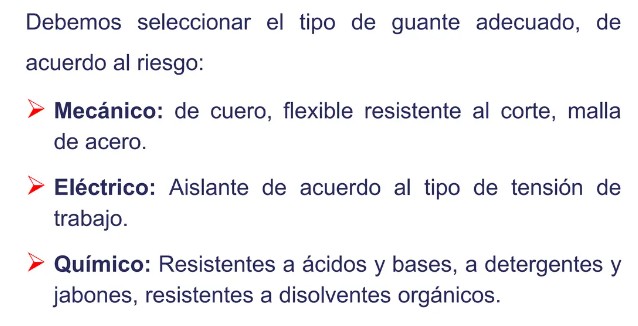 Debemos seleccionar el tipo de guante adecuado, de
acuerdo al riesgo:
Mecánico: de cuero, flexible resistente al corte, malla
de acero.
Eléctrico: Aislante de acuerdo al tipo de tensión de
trabajo.
Químico: Resistentes a ácidos y bases, a detergentes y
jabones, resistentes a disolventes orgánicos.